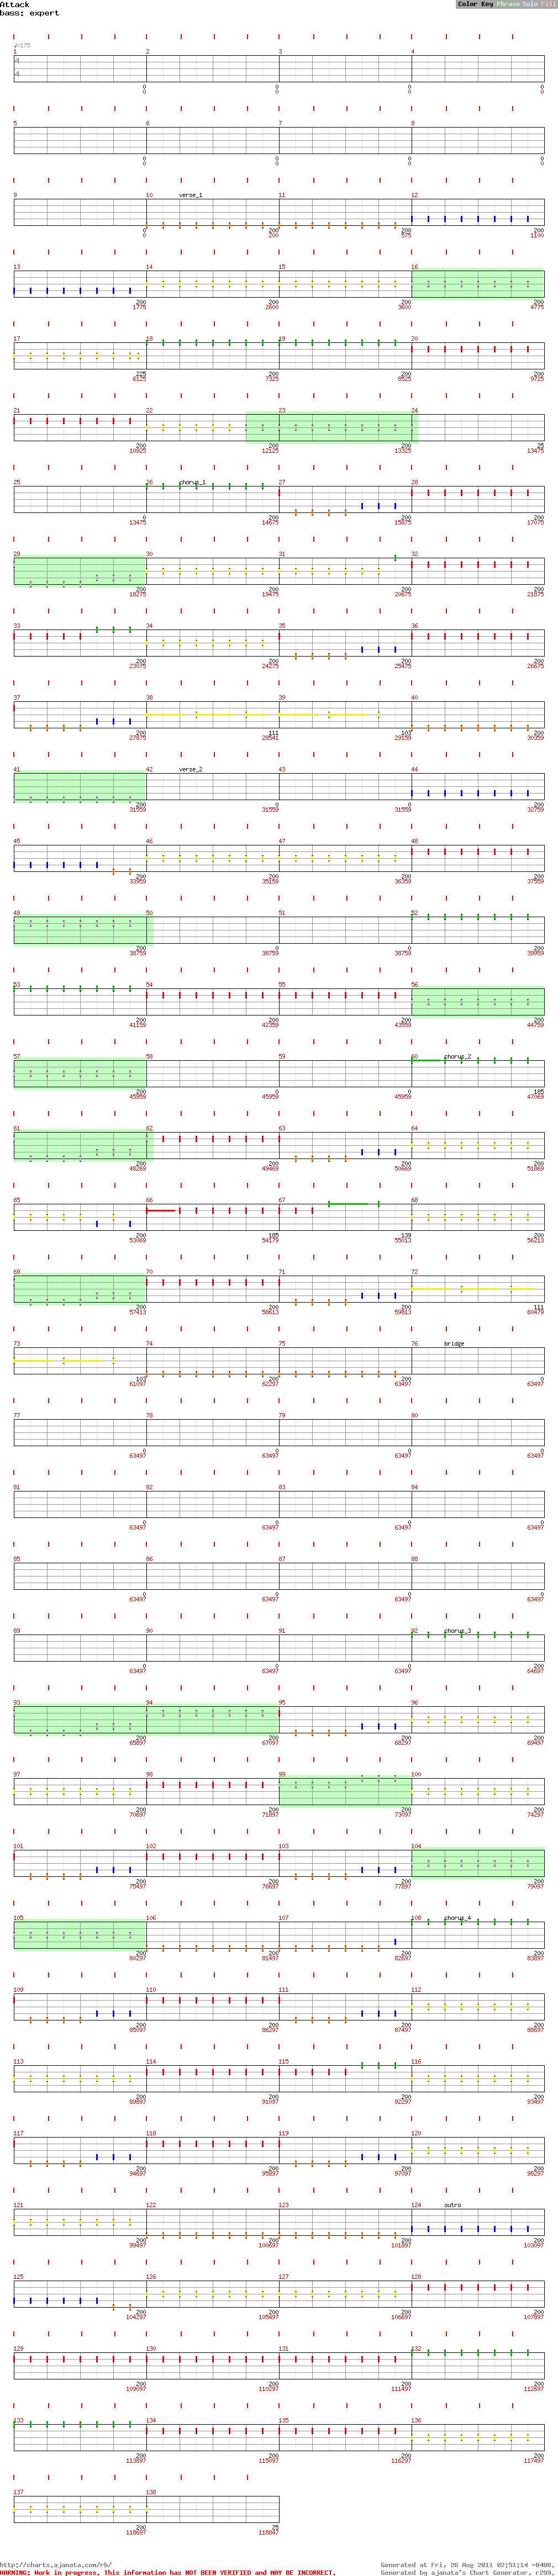 Attack
Color Key Phrase Solo Fill
bass: expert
♩=175
1 2 3 4
4
4
0 0 0 0
0 0 0 0
5 6 7 8
0 0 0 0
0 0 0 0
9 10 verse_1 11 12
0 200 200 200
0 200 575 1100
13 14 15 16
200 200 200 200
1775 2600 3600 4775
17 18 19 20
225 200 200 200
6125 7325 8525 9725
21 22 23 24
200 200 200 25
10925 12125 13325 13475
25 26 chorus_1 27 28
0 200 200 200
13475 14675 15875 17075
29 30 31 32
200 200 200 200
18275 19475 20675 21875
33 34 35 36
200 200 200 200
23075 24275 25475 26675
37 38 39 40
200 111 103 200
27875 28541 29159 30359
41 42 verse_2 43 44
200 0 0 200
31559 31559 31559 32759
45 46 47 48
200 200 200 200
33959 35159 36359 37559
49 50 51 52
200 0 0 200
38759 38759 38759 39959
53 54 55 56
200 200 200 200
41159 42359 43559 44759
57 58 59 60 chorus_2
200 0 0 185
45959 45959 45959 47069
61 62 63 64
200 200 200 200
48269 49469 50669 51869
65 66 67 68
200 185 139 200
53069 54179 55013 56213
69 70 71 72
200 200 200 111
57413 58613 59813 60479
73 74 75 76 bridge
103 200 200 0
61097 62297 63497 63497
77 78 79 80
0 0 0 0
63497 63497 63497 63497
81 82 83 84
0 0 0 0
63497 63497 63497 63497
85 86 87 88
0 0 0 0
63497 63497 63497 63497
89 90 91 92 chorus_3
0 0 0 200
63497 63497 63497 64697
93 94 95 96
200 200 200 200
65897 67097 68297 69497
97 98 99 100
200 200 200 200
70697 71897 73097 74297
101 102 103 104
200 200 200 200
75497 76697 77897 79097
105 106 107 108 chorus_4
200 200 200 200
80297 81497 82697 83897
109 110 111 112
200 200 200 200
85097 86297 87497 88697
113 114 115 116
200 200 200 200
89897 91097 92297 93497
117 118 119 120
200 200 200 200
94697 95897 97097 98297
121 122 123 124 outro
200 200 200 200
99497 100697 101897 103097
125 126 127 128
200 200 200 200
104297 105497 106697 107897
129 130 131 132
200 200 200 200
109097 110297 111497 112697
133 134 135 136
200 200 200 200
113897 115097 116297 117497
137 138
200 25
118697 118847
http://charts.ajanata.com/rb/
Generated at Fri, 26 Aug 2011 02:51:14 -0400.
WARNING: Work in progress. This information has NOT BEEN VERIFIED and MAY BE INCORRECT.
Generated by ajanata's Chart Generator, r299.